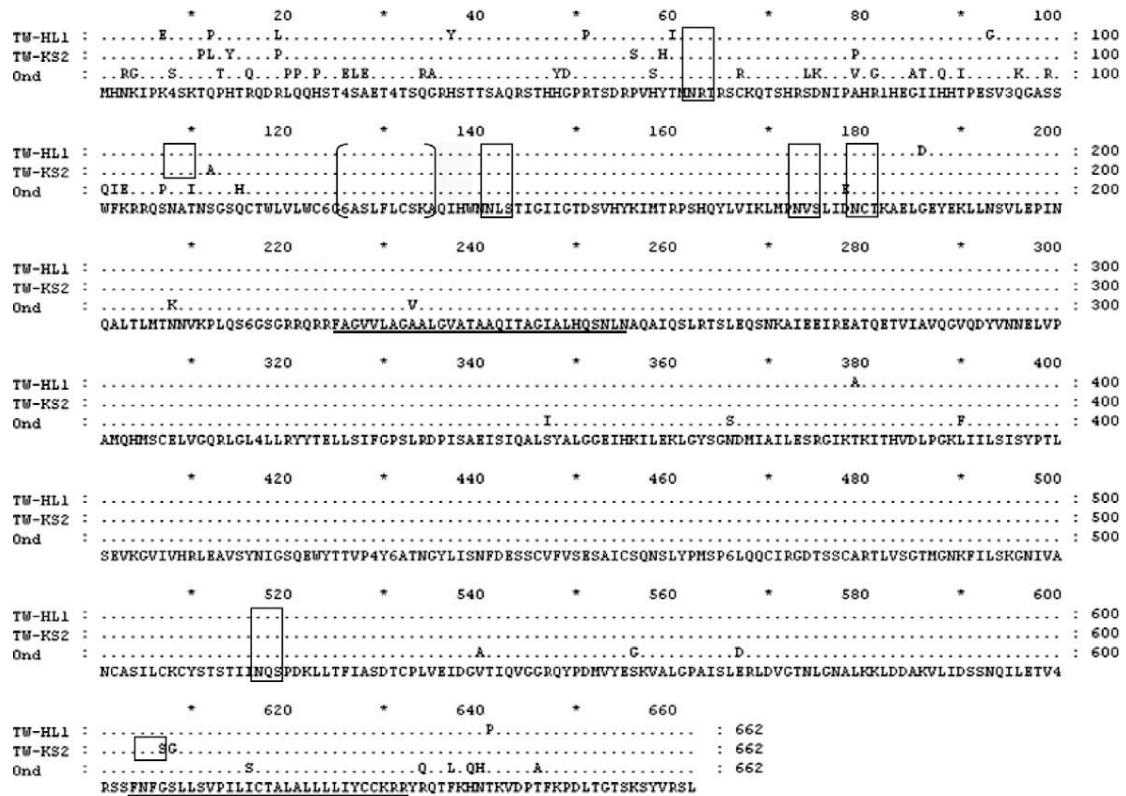 * 20 * 40 * 60 * 80 * 100
TW-HL1 : ......E....P......L.................Y.............P........I................................G....... : 100
TW-KS2 : ..........PL.Y....P....................................S..H...................P..................... : 100
Ond : ..RG...S....T..Q...PP.P..ELE.....RA............YD........S........R......LK...V.G...AT.Q.I.....K..R. : 100
MHNKIPK4SKTQPHTRQDRLQQHST4SAET4TSQGRHSTTSAQRSTHHGPRTSDRPVHYTMNRTRSCKQTSHRSDNIPAHR1HEGIIHHTPESV3QGASS
* 120 * 140 * 160 * 180 * 200
TW-HL1 : .....................................................................................D.............. : 200
TW-KS2 : ...........A........................................................................................ : 200
Ond : QIE...P..I....H..............................................................E...................... : 200
WFKRRQSNATNSGSQCTWLVLWC6G6ASLFLCSKAQIHWNNLSTIGIIGTDSVHYKIMTRPSHQYLVIKLMPNVSLIDNCTKAELGEYEKLLNSVLEPIN
* 220 * 240 * 260 * 280 * 300
TW-HL1 : .................................................................................................... : 300
TW-KS2 : .................................................................................................... : 300
Ond : .......K........................V................................................................... : 300
QALTLMTNNVKPLQS6GSGRRQRRFAGVVLAGAALGVATAAQITAGIALHQSNLNAQAIQSLRTSLEQSNKAIEEIREATQETVIAVQGVQDYVNNELVP
* 320 * 340 * 360 * 380 * 400
TW-HL1 : ..............................................................................A..................... : 400
TW-KS2 : .................................................................................................... : 400
Ond : ..............................................I..................S.......................F.......... : 400
AMQHMSCELVGQRLGL4LLRYYTELLSIFGPSLRDPISAEISIQALSYALGGEIHKILEKLGYSGNDMIAILESRGIKTKITHVDLPGKLIILSISYPTL
* 420 * 440 * 460 * 480 * 500
TW-HL1 : .................................................................................................... : 500
TW-KS2 : .................................................................................................... : 500
Ond : .................................................................................................... : 500
SEVKGVIVHRLEAVSYNIGSQEWYTTVP4Y6ATNGYLISNFDESSCVFVSESAICSQNSLYPMSP6LQQCIRGDTSSCARTLVSGTMGNKFILSKGNIVA
* 520 * 540 * 560 * 580 * 600
TW-HL1 : .................................................................................................... : 600
TW-KS2 : .................................................................................................... : 600
Ond : .......................................A...............G..........D................................. : 600
NCASILCKCYSTSTIINQSPDKLLTFIASDTCPLVEIDGVTIQVGGRQYPDMVYESKVALGPAISLERLDVGTNLGNALKKLDDAKVLIDSSNQILETV4
* 620 * 640 * 660
TW-HL1 : ........................................P..................... : 662
TW-KS2 : ......SG...................................................... : 662
Ond : ...............S.................Q..L.QH.....A................ : 662
RSSFNFGSLLSVPILICTALALLLLIYCCKRRYRQTFKHNTKVDPTFKPDLTGTSKSYVRSL